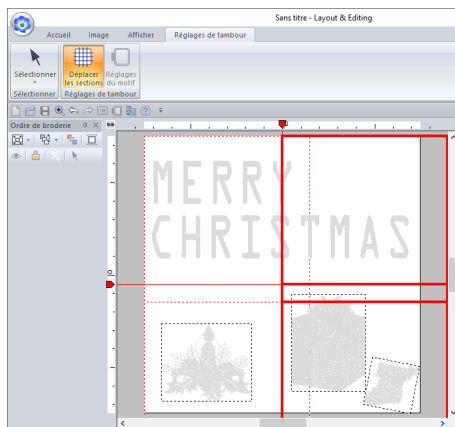 Sans titre - Layout & Editing
Accueil Image Afficher Réglages de tambour
Sélectionner Déplacer les sections Réglages du motif
Sélectionner Réglages de tambour
Ordre de broderie
MERRY
CHRISTMAS